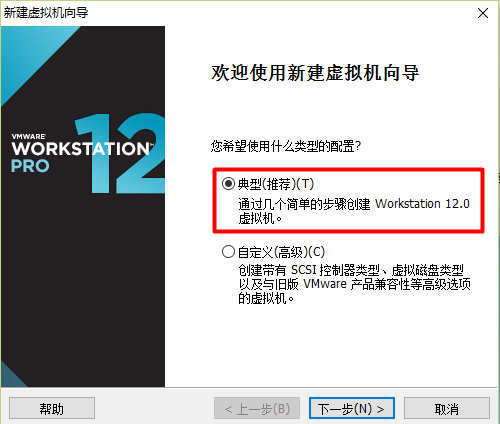 新建虚拟机向导
VMWARE
WORKSTATION™
PRO
12
欢迎使用新建虚拟机向导
您希望使用什么类型的配置?
典型(推荐)(T)
通过几个简单的步骤创建 Workstation 12.0
虚拟机。
自定义(高级)(C)
创建带有 SCSI 控制器类型、虚拟磁盘类型
以及与旧版 VMware 产品兼容性等高级选项
的虚拟机。
帮助
< 上一步(B)
下一步(N) >
取消